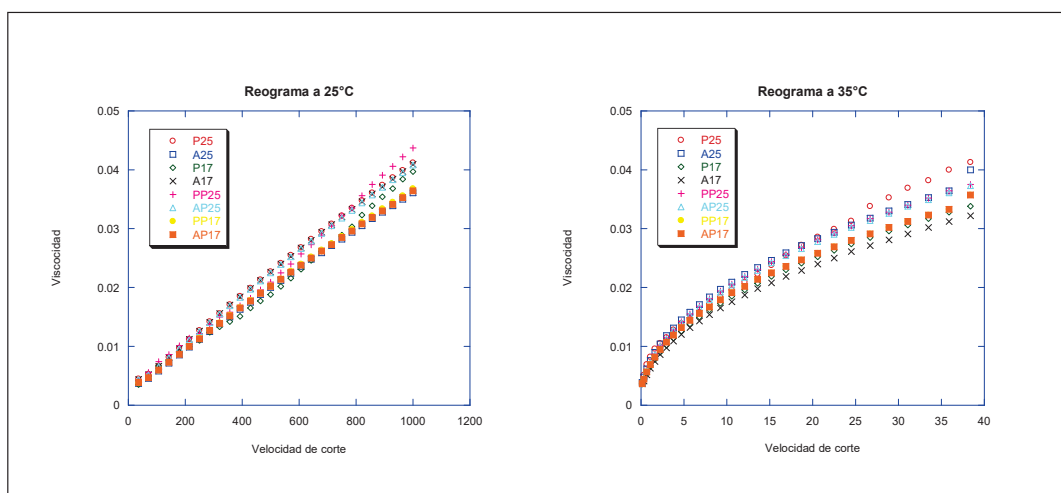 Reograma a 25°C
0.05
0.04
0.03
0.02
0.01
0
Viscocidad
P25
A25
P17
A17
PP25
AP25
PP17
AP17
0
200
400
600
800
1000
1200
Velocidad de corte
Reograma a 35°C
0.05
0.04
0.03
0.02
0.01
0
Viscocidad
P25
A25
P17
A17
PP25
AP25
PP17
AP17
0
5
10
15
20
25
30
35
40
Velocidad de corte